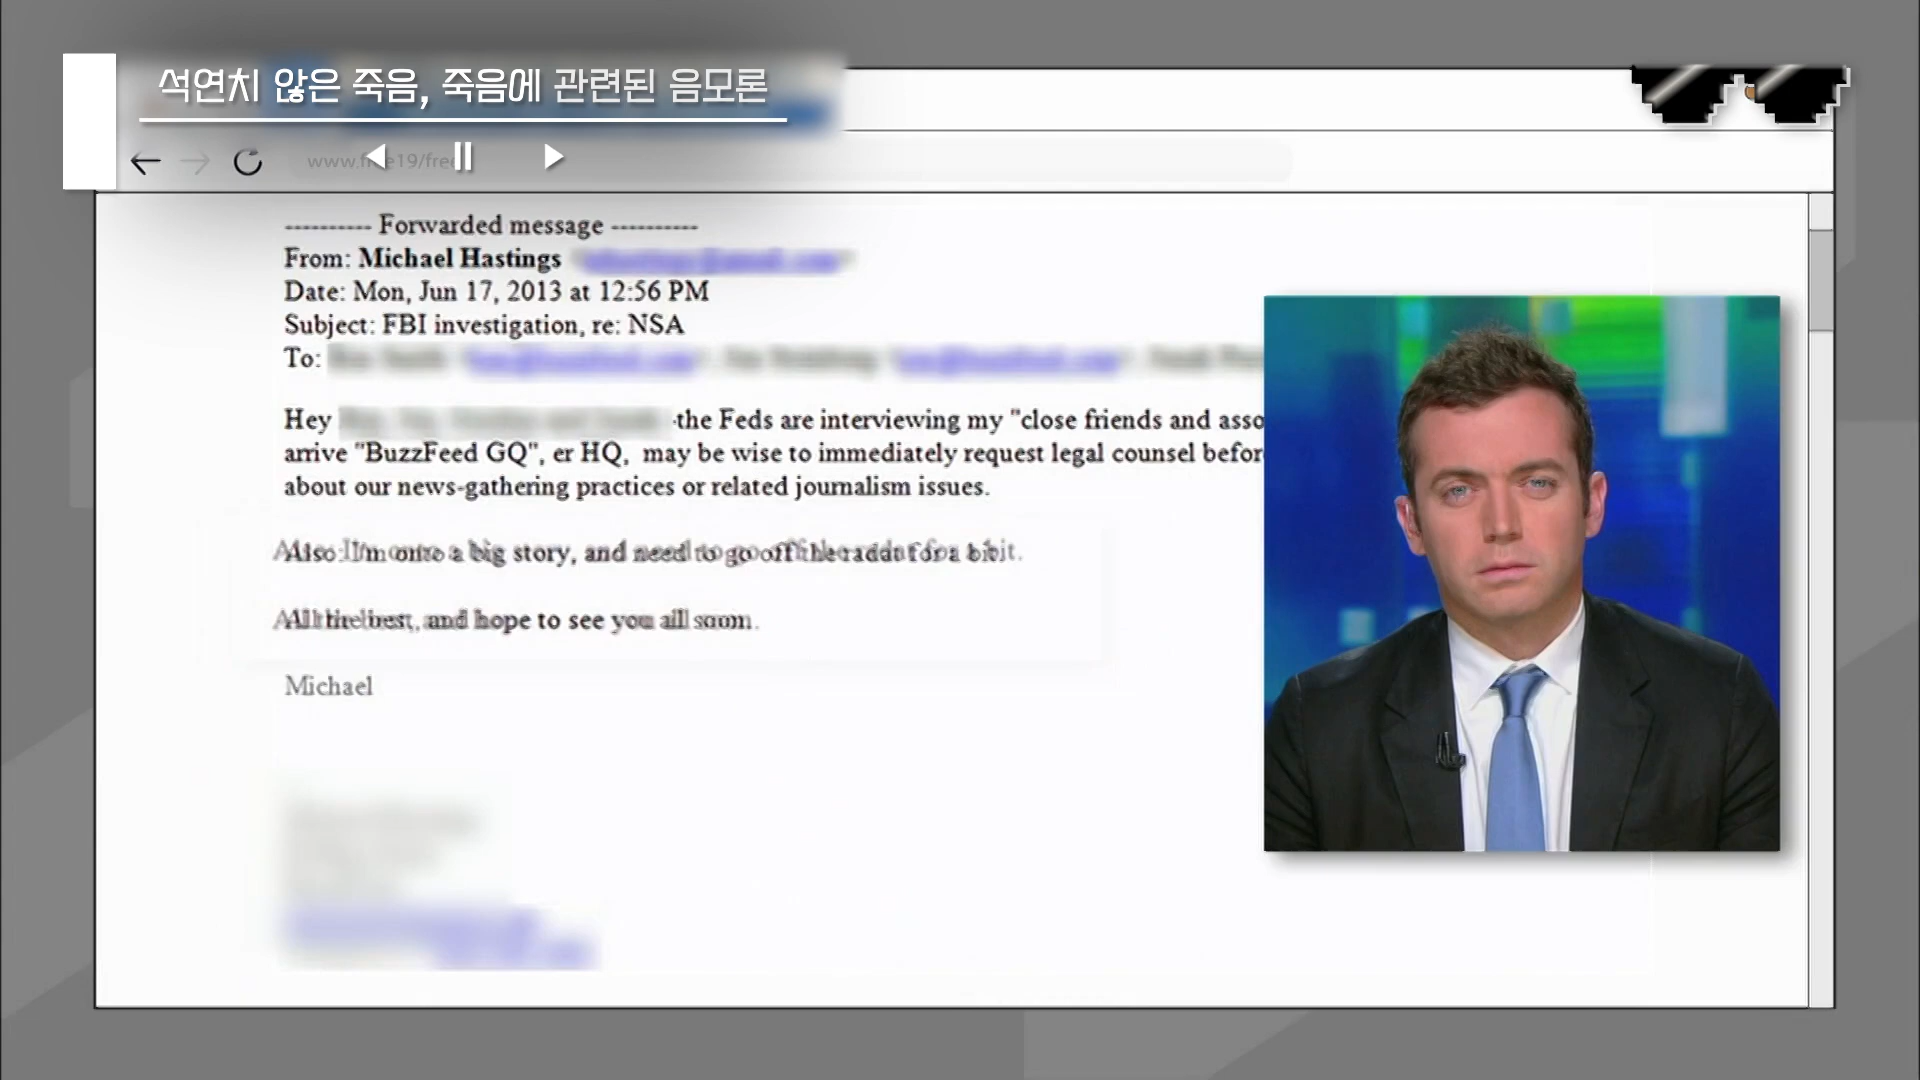 석연치 않은 죽음, 죽음에 관련된 음모론
www.free19/free
---------- Forwarded message ----------
From: Michael Hastings
Date: Mon, Jun 17, 2013 at 12:56 PM
Subject: FBI investigation, re: NSA
To:
Hey -the Feds are interviewing my "close friends and asso
arrive "BuzzFeed GQ", er HQ, may be wise to immediately request legal counsel befor
about our news-gathering practices or related journalism issues.
Also: I'm onto a big story, and need to go off the radar for a bit.
All the best, and hope to see you all soon.
Michael